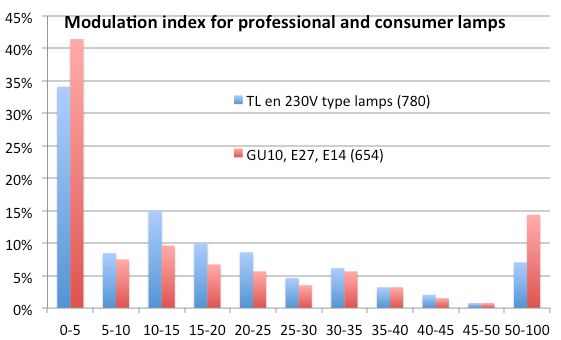 Modulation index for professional and consumer lamps
45%
40%
35%
30%
25%
20%
15%
10%
5%
0%
TL en 230V type lamps (780)
GU10, E27, E14 (654)
0-5 5-10 10-15 15-20 20-25 25-30 30-35 35-40 40-45 45-50 50-100